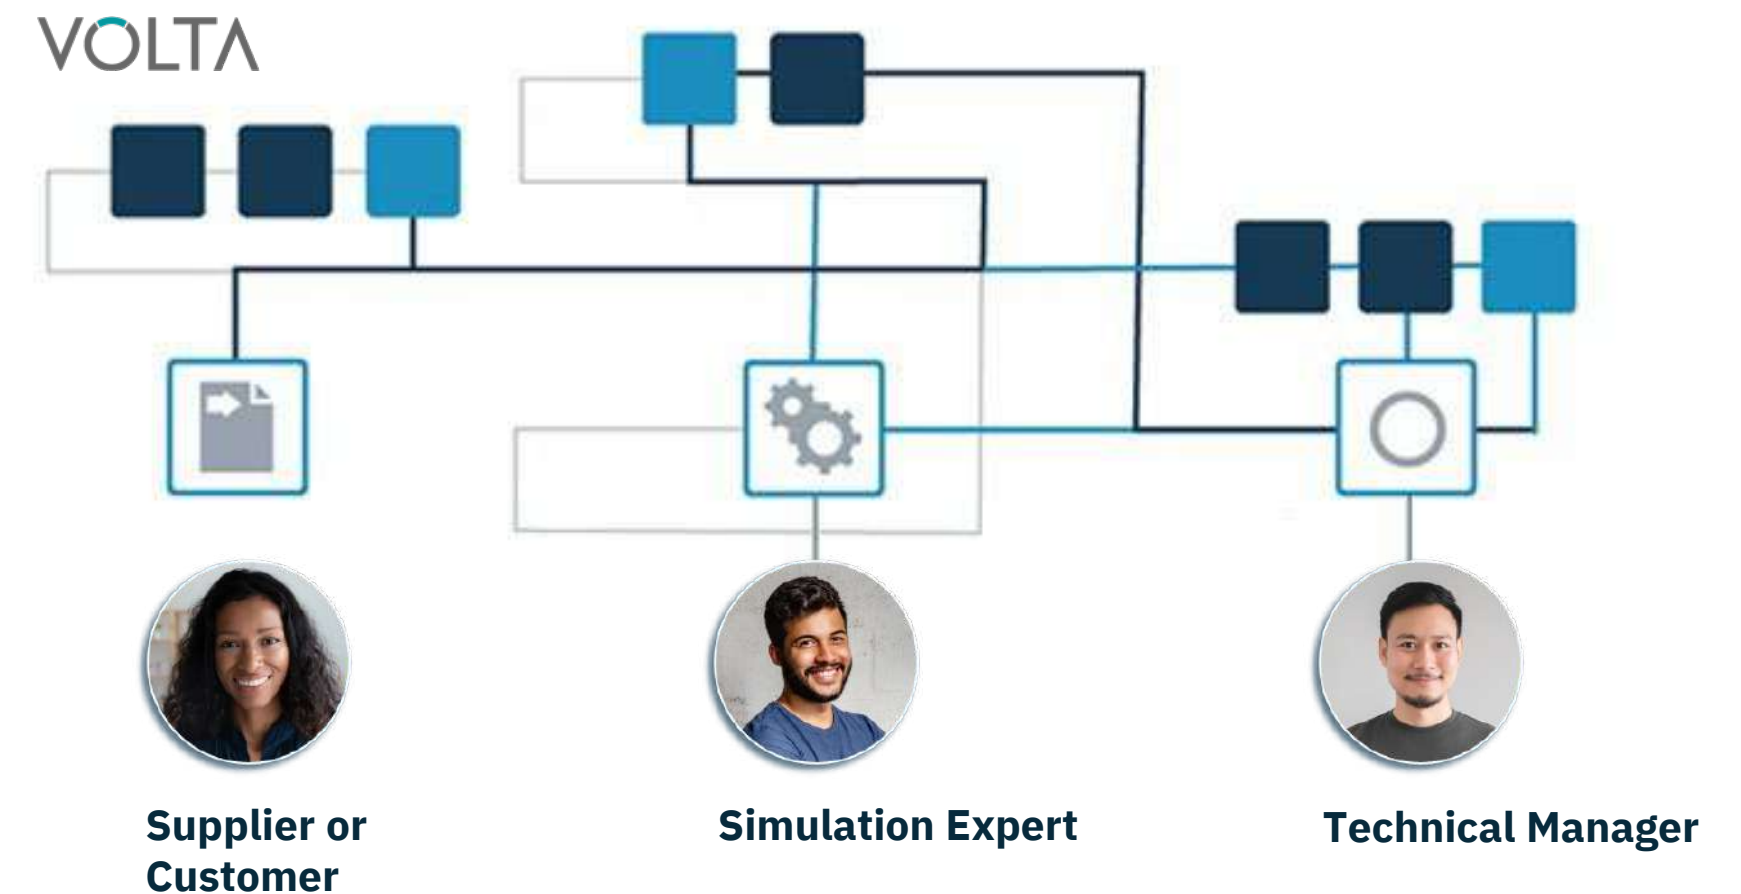 VOLTA
Supplier or
Customer
Simulation Expert
Technical Manager